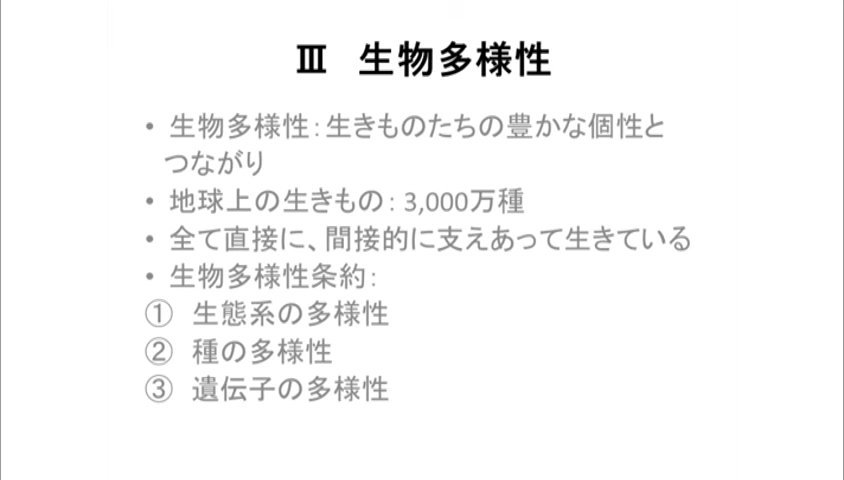 Ⅲ 生物多様性
• 生物多様性：生きものたちの豊かな個性と
つながり
• 地球上の生きもの：3,000万種
• 全て直接に、間接的に支えあって生きている
• 生物多様性条約：
① 生態系の多様性
② 種の多様性
③ 遺伝子の多様性